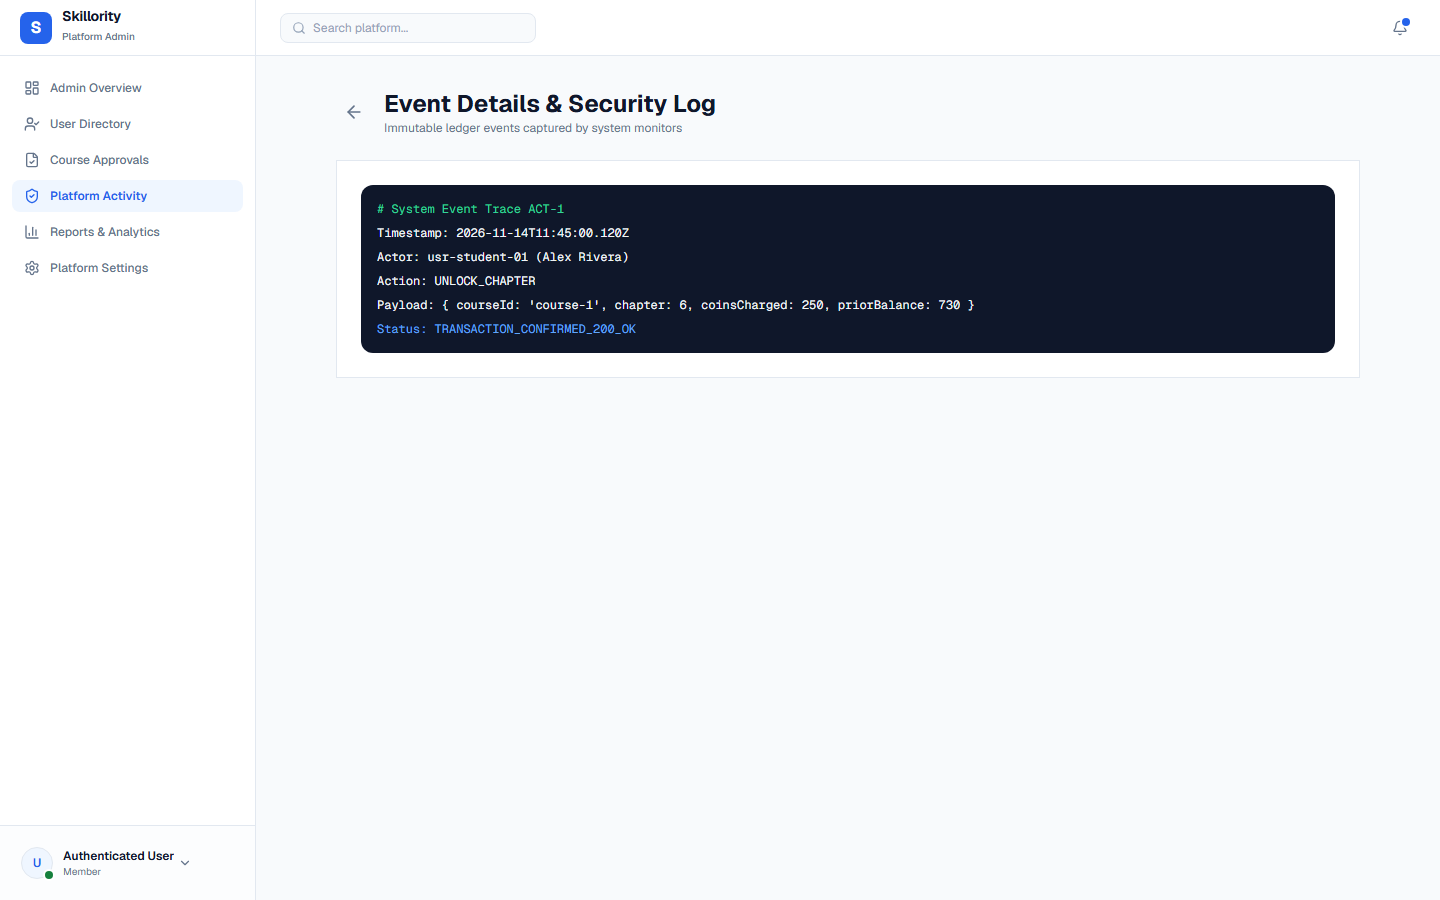 S
Skillority
Platform Admin
Search platform...
Admin Overview
User Directory
Course Approvals
Platform Activity
Reports & Analytics
Platform Settings
Event Details & Security Log
Immutable ledger events captured by system monitors
# System Event Trace ACT-1
Timestamp: 2026-11-14T11:45:00.120Z
Actor: usr-student-01 (Alex Rivera)
Action: UNLOCK_CHAPTER
Payload: { courseId: 'course-1', chapter: 6, coinsCharged: 250, priorBalance: 730 }
Status: TRANSACTION_CONFIRMED_200_OK
U
Authenticated User
Member